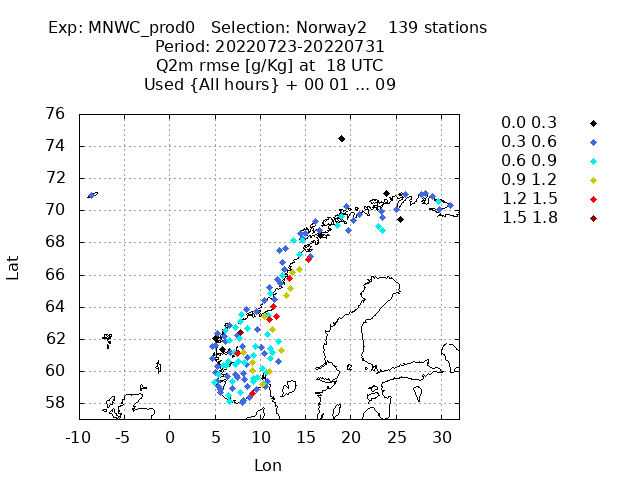 Exp: MNWC_prod0   Selection: Norway2    139 stations
Period: 20220723-20220731
Q2m rmse [g/Kg] at  18 UTC
Used {All hours} + 00 01 ... 09
0.0 0.3
0.3 0.6
0.6 0.9
0.9 1.2
1.2 1.5
1.5 1.8
76
74
72
70
68
66
64
62
60
58
Lat
-10 -5 0 5 10 15 20 25 30
Lon